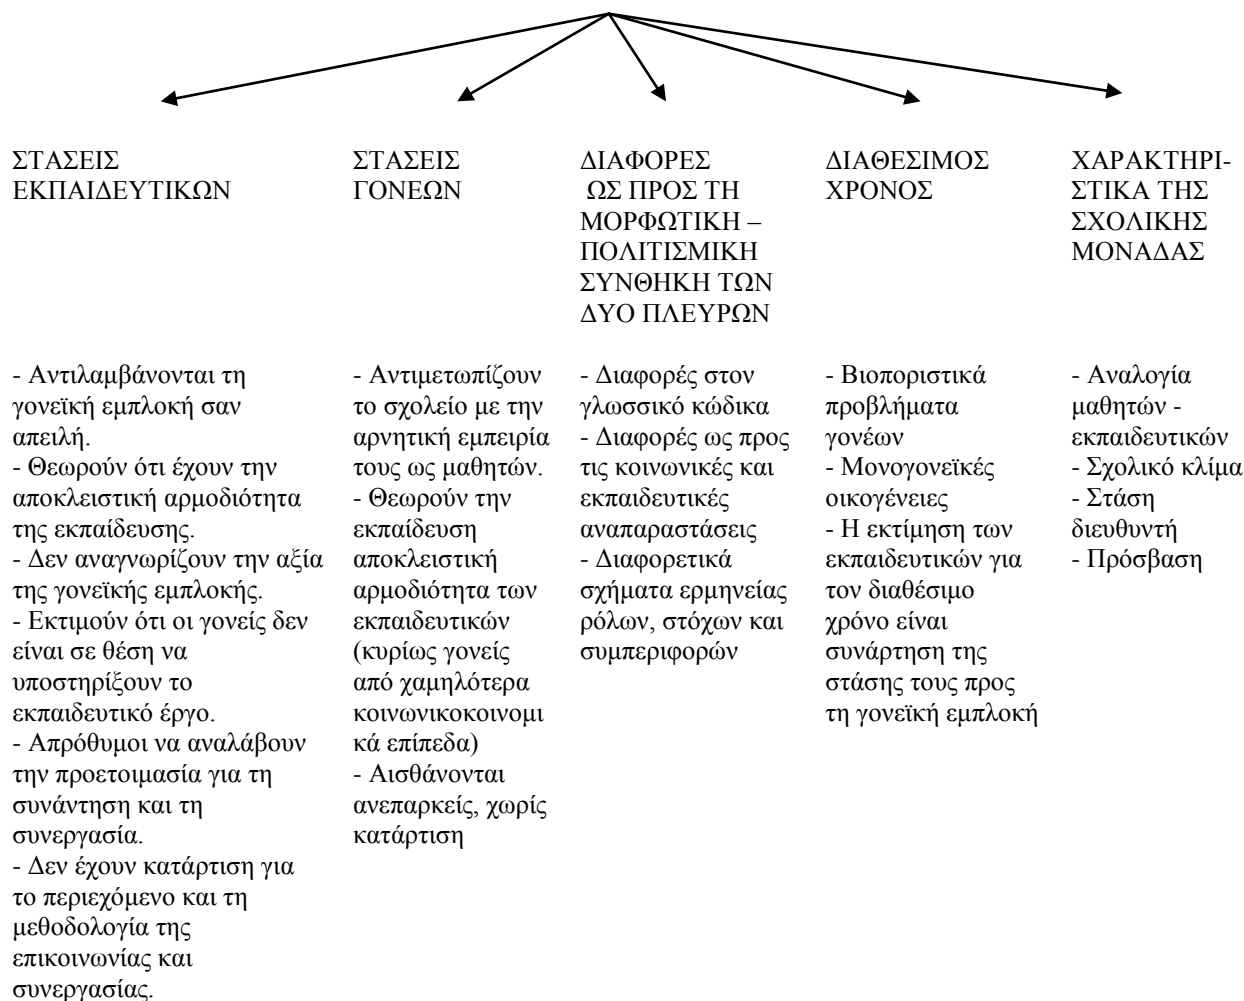 ΣΤΑΣΕΙΣ
ΕΚΠΑΙΔΕΥΤΙΚΩΝ
ΣΤΑΣΕΙΣ
ΓΟΝΕΩΝ
ΔΙΑΦΟΡΕΣ
ΩΣ ΠΡΟΣ ΤΗ
ΜΟΡΦΩΤΙΚΗ –
ΠΟΛΙΤΙΣΜΙΚΗ
ΣΥΝΘΗΚΗ ΤΩΝ
ΔΥΟ ΠΛΕΥΡΩΝ
ΔΙΑΘΕΣΙΜΟΣ
ΧΡΟΝΟΣ
ΧΑΡΑΚΤΗΡΙ-
ΣΤΙΚΑ ΤΗΣ
ΣΧΟΛΙΚΗΣ
ΜΟΝΑΔΑΣ
- Αντιλαμβάνονται τη
γονεϊκή εμπλοκή σαν
απειλή.
- Θεωρούν ότι έχουν την
αποκλειστική αρμοδιότητα
της εκπαίδευσης.
- Δεν αναγνωρίζουν την αξία
της γονεϊκής εμπλοκής.
- Εκτιμούν ότι οι γονείς δεν
είναι σε θέση να
υποστηρίξουν το
εκπαιδευτικό έργο.
- Απρόθυμοι να αναλάβουν
την προετοιμασία για τη
συνάντηση και τη
συνεργασία.
- Δεν έχουν κατάρτιση για
το περιεχόμενο και τη
μεθοδολογία της
επικοινωνίας και
συνεργασίας.
- Αντιμετωπίζουν
το σχολείο με την
αρνητική εμπειρία
τους ως μαθητών.
- Θεωρούν την
εκπαίδευση
αποκλειστική
αρμοδιότητα των
εκπαιδευτικών
(κυρίως γονείς
από χαμηλότερα
κοινωνικοκοινομι
κά επίπεδα)
- Αισθάνονται
ανεπαρκείς, χωρίς
κατάρτιση
- Διαφορές στον
γλωσσικό κώδικα
- Διαφορές ως προς
τις κοινωνικές και
εκπαιδευτικές
αναπαραστάσεις
- Διαφορετικά
σχήματα ερμηνείας
ρόλων, στόχων και
συμπεριφορών
- Βιοποριστικά
προβλήματα
γονέων
- Μονογονεϊκές
οικογένειες
- Η εκτίμηση των
εκπαιδευτικών για
τον διαθέσιμο
χρόνο είναι
συνάρτηση της
στάσης τους προς
τη γονεϊκή εμπλοκή
- Αναλογία
μαθητών -
εκπαιδευτικών
- Σχολικό κλίμα
- Στάση
διευθυντή
- Πρόσβαση